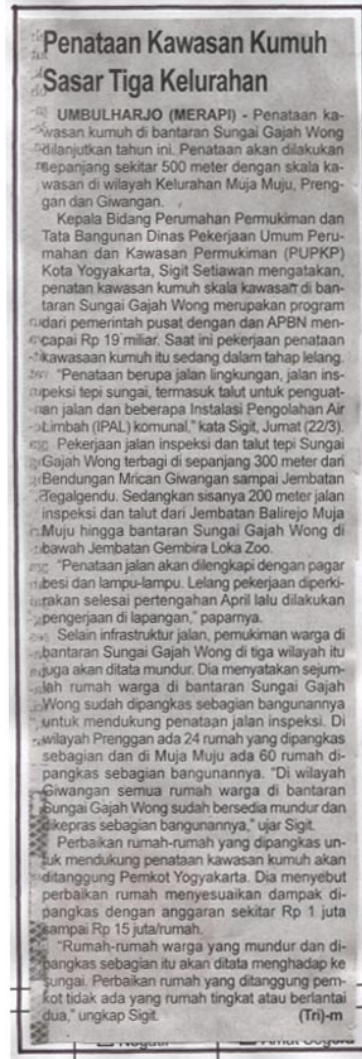 Penataan Kawasan Kumuh
Sasar Tiga Kelurahan
UMBULHARJO (MERAPI) - Penataan ka-
wasan kumuh di bantaran Sungai Gajah Wong
dilanjutkan tahun ini. Penataan akan dilakukan
sepanjang sekitar 500 meter dengan skala ka-
wasan di wilayah Kelurahan Muja Muju, Preng-
gan dan Giwangan.
Kepala Bidang Perumahan Permukiman dan
Tata Bangunan Dinas Pekerjaan Umum Peru-
mahan dan Kawasan Permukiman (PUPKP)
Kota Yogyakarta, Sigit Setiawan mengatakan,
penatan kawasan kumuh skala kawasan di ban-
taran Sungai Gajah Wong merupakan program
dari pemerintah pusat dengan dan APBN men-
capai Rp 19 miliar. Saat ini pekerjaan penataan
kawasaan kumuh itu sedang dalam tahap lelang.
"Penataan berupa jalan lingkungan, jalan ins-
peksi tepi sungai, termasuk talut untuk penguat-
an jalan dan beberapa Instalasi Pengolahan Air
Limbah (IPAL) komunal," kata Sigit, Jumat (22/3).
Pekerjaan jalan inspeksi dan talut tepi Sungai
Gajah Wong terbagi di sepanjang 300 meter dari
Bendungan Mrican Giwangan sampai Jembatan
Tegalgendu. Sedangkan sisanya 200 meter jalan
inspeksi dan talut dari Jembatan Balirejo Muja
Muju hingga bantaran Sungai Gajah Wong di
bawah Jembatan Gembira Loka Zoo.
"Penataan jalan akan dilengkapi dengan pagar
besi dan lampu-lampu. Lelang pekerjaan diperki-
rakan selesai pertengahan April lalu dilakukan
pengerjaan di lapangan," paparnya.
Selain infrastruktur jalan, pemukiman warga di
bantaran Sungai Gajah Wong di tiga wilayah itu
juga akan ditata mundur. Dia menyatakan sejum-
lah rumah warga di bantaran Sungai Gajah
Wong sudah dipangkas sebagian bangunannya
untuk mendukung penataan jalan inspeksi. Di
wilayah Prenggan ada 24 rumah yang dipangkas
sebagian dan di Muja Muju ada 60 rumah di-
pangkas sebagian bangunannya. "Di wilayah
Giwangan semua rumah warga di bantaran
Sungai Gajah Wong sudah bersedia mundur dan
dikepras sebagian bangunannya," ujar Sigit.
Perbaikan rumah-rumah yang dipangkas un-
tuk mendukung penataan kawasan kumuh akan
ditanggung Pemkot Yogyakarta. Dia menyebut
perbaikan rumah menyesuaikan dampak di-
pangkas dengan anggaran sekitar Rp 1 juta
sampai Rp 15 juta/rumah.
"Rumah-rumah warga yang mundur dan di-
pangkas sebagian itu akan ditata menghadap ke
sungai. Perbaikan rumah yang ditanggung pem-
kot tidak ada yang rumah tingkat atau berlantai
dua," ungkap Sigit. (Tri)-m